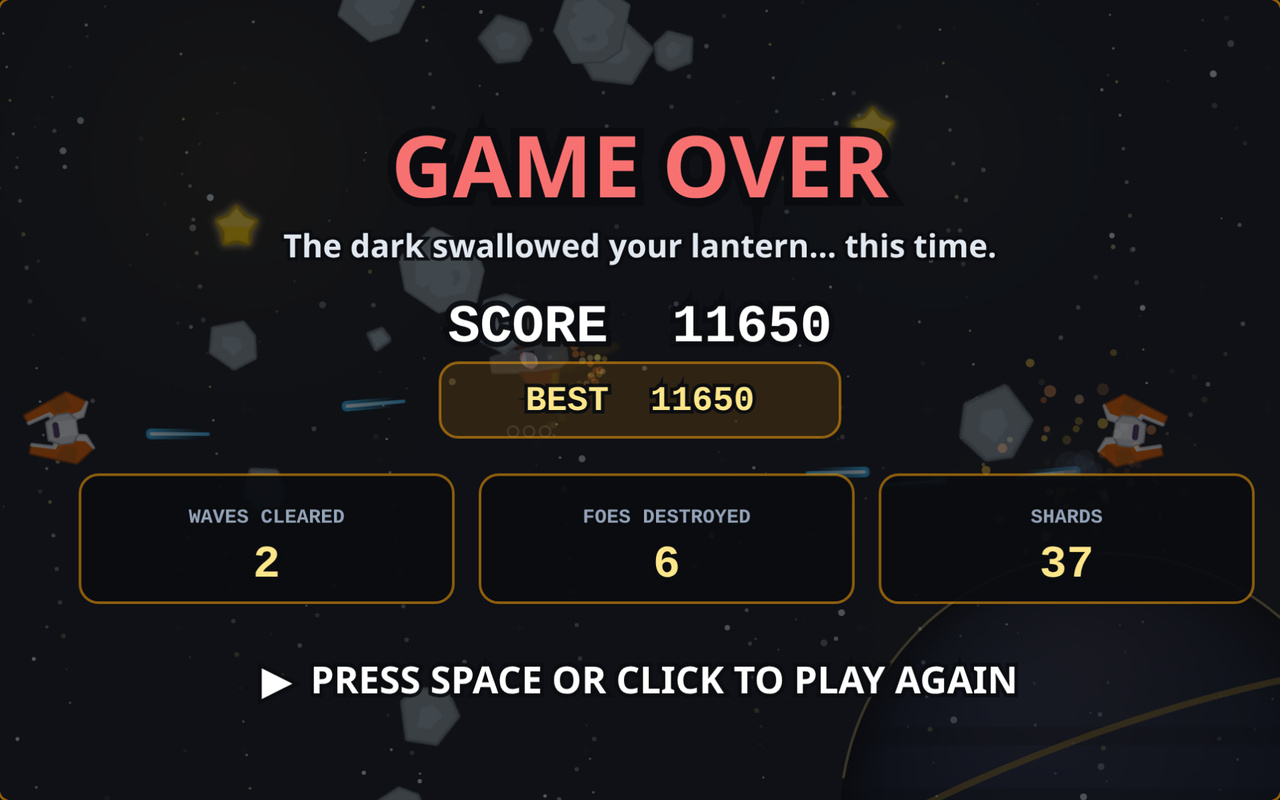 GAME OVER
The dark swallowed your lantern... this time.
SCORE 11650
BEST 11650
WAVES CLEARED
2
FOES DESTROYED
6
SHARDS
37
▶ PRESS SPACE OR CLICK TO PLAY AGAIN